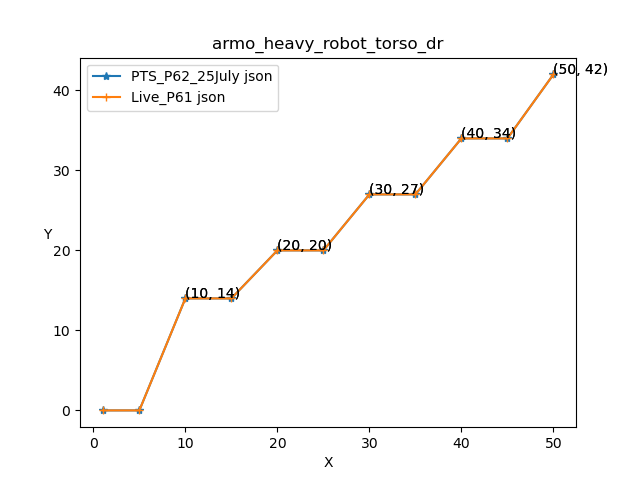 armo_heavy_robot_torso_dr
PTS_P62_25July json
Live_P61 json
(50, 42)
(40, 34)
(30, 27)
(20, 20)
(10, 14)
40
30
20
10
0
Y
0 10 20 30 40 50
X